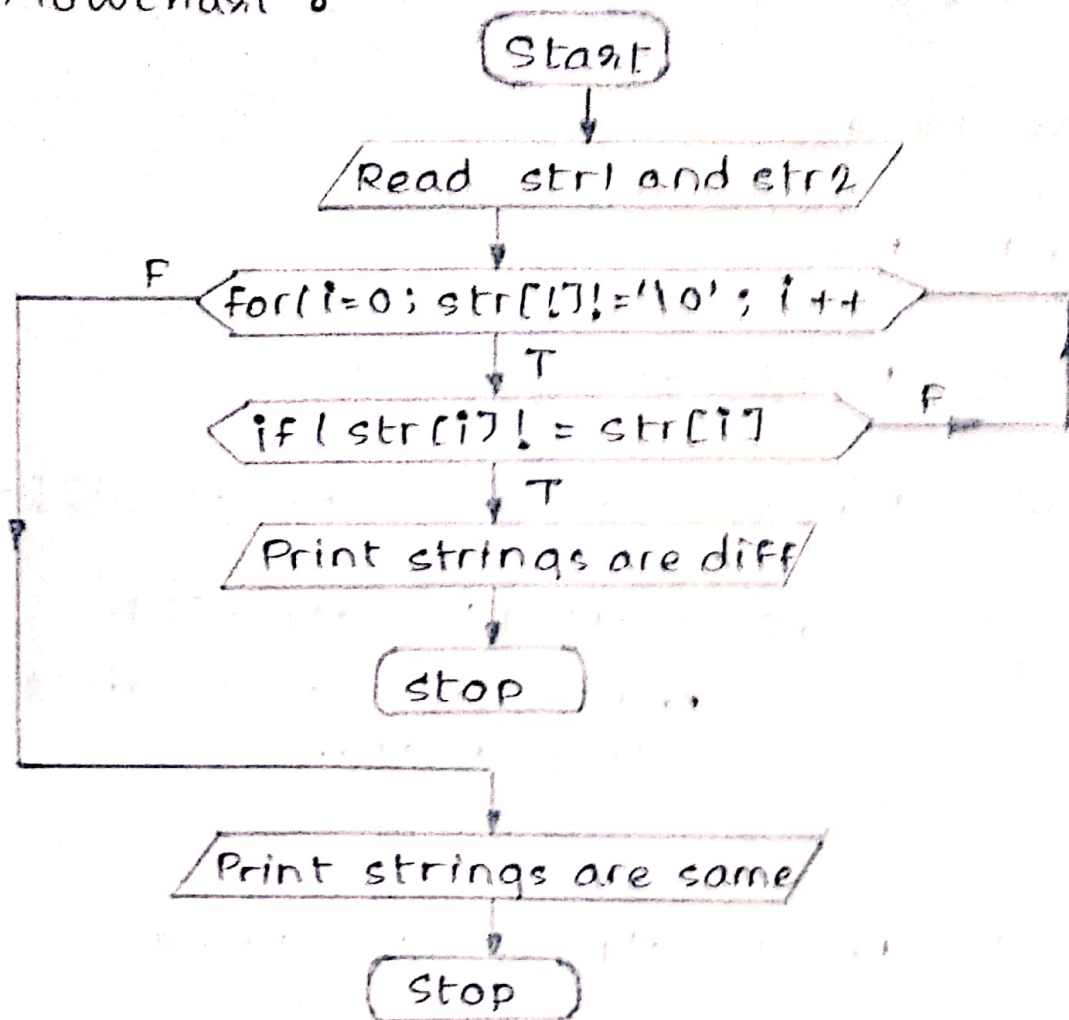 Flowchart :
Start
Read str1 and str2
F
for(i=0; str[i]!='\0'; i++
T
if( str[i]!= str[i]
F
T
Print strings are diff
stop
Print strings are same
Stop